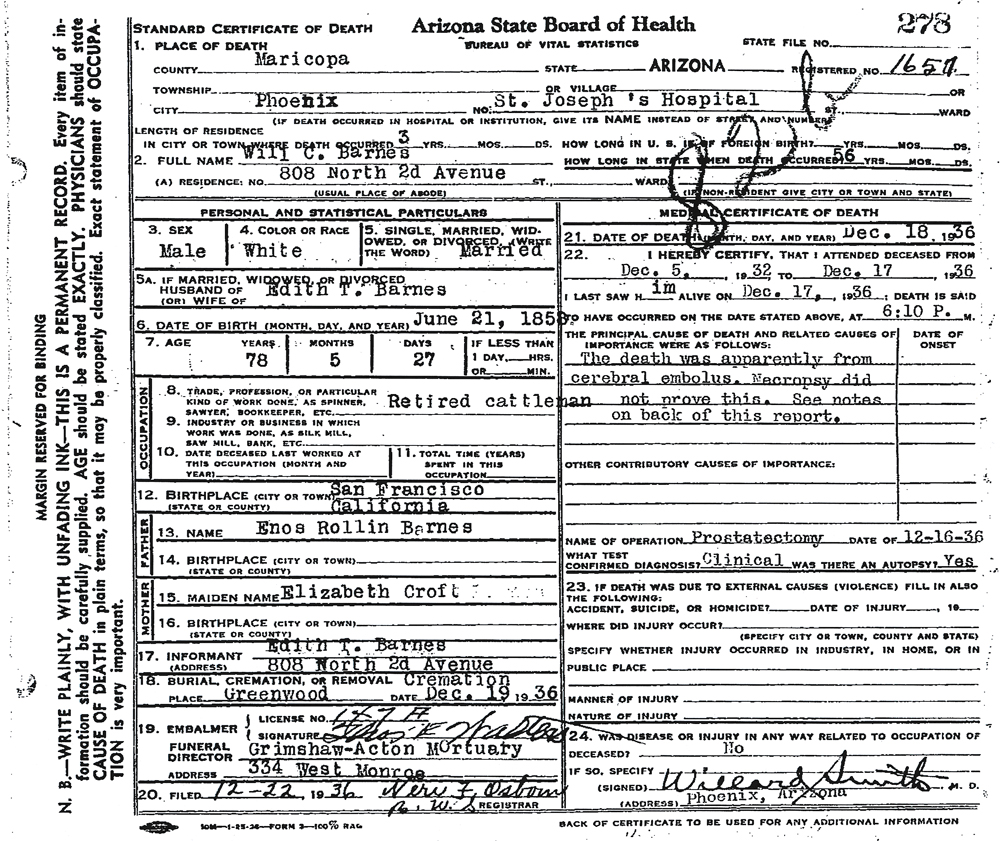 278
STANDARD CERTIFICATE OF DEATH
Arizona State Board of Health
BUREAU OF VITAL STATISTICS
STATE FILE NO.
1. PLACE OF DEATH
COUNTY Maricopa STATE ARIZONA REGISTERED NO. 1657
TOWNSHIP OR VILLAGE OR
CITY Phoenix NO. St. Joseph 's Hospital ST. WARD
(IF DEATH OCCURRED IN HOSPITAL OR INSTITUTION, GIVE ITS NAME INSTEAD OF STREET AND NUMBER)
LENGTH OF RESIDENCE
IN CITY OR TOWN WHERE DEATH OCCURRED 3 YRS. MOS. DS. HOW LONG IN U. S. IF OF FOREIGN BIRTH? YRS. MOS. DS.
2. FULL NAME Will C. Barnes HOW LONG IN STATE WHEN DEATH OCCURRED 56 YRS. MOS. DS.
(A) RESIDENCE: NO. 808 North 2d Avenue ST., WARD
(USUAL PLACE OF ABODE) (IF NON-RESIDENT GIVE CITY OR TOWN AND STATE)
PERSONAL AND STATISTICAL PARTICULARS
3. SEX Male
4. COLOR OR RACE White
5. SINGLE, MARRIED, WIDOWED, OR DIVORCED, (WRITE THE WORD) Married
5A. IF MARRIED, WIDOWED, OR DIVORCED
HUSBAND OF Edith T. Barnes
(OR) WIFE OF
6. DATE OF BIRTH (MONTH, DAY, AND YEAR) June 21, 1858
7. AGE YEARS MONTHS DAYS IF LESS THAN
78 5 27 1 DAY, HRS.
OR MIN.
OCCUPATION
8. TRADE, PROFESSION, OR PARTICULAR
KIND OF WORK DONE, AS SPINNER, Retired cattleman
SAWYER, BOOKKEEPER, ETC.
9. INDUSTRY OR BUSINESS IN WHICH
WORK WAS DONE, AS SILK MILL,
SAW MILL, BANK, ETC.
10. DATE DECEASED LAST WORKED AT
THIS OCCUPATION (MONTH AND
YEAR)
11. TOTAL TIME (YEARS)
SPENT IN THIS
OCCUPATION
12. BIRTHPLACE (CITY OR TOWN) San Francisco
(STATE OR COUNTY) California
FATHER
13. NAME Enos Rollin Barnes
14. BIRTHPLACE (CITY OR TOWN)
(STATE OR COUNTY)
MOTHER
15. MAIDEN NAME Elizabeth Croft
16. BIRTHPLACE (CITY OR TOWN)
(STATE OR COUNTY)
17. INFORMANT Edith T. Barnes
(ADDRESS) 808 North 2d Avenue
18. BURIAL, CREMATION, OR REMOVAL Cremation
PLACE Greenwood DATE Dec. 19 1936
19. EMBALMER LICENSE NO. 147 A
SIGNATURE
FUNERAL DIRECTOR Grimshaw-Acton Mortuary
ADDRESS 334 West Monroe
20. FILED 12-22, 1936
REGISTRAR
MEDICAL CERTIFICATE OF DEATH
21. DATE OF DEATH (MONTH, DAY, AND YEAR) Dec. 18, 1936
22. I HEREBY CERTIFY, THAT I ATTENDED DECEASED FROM
Dec. 5, 1932 TO Dec. 17 1936
I LAST SAW H im ALIVE ON Dec. 17, 1936; DEATH IS SAID
TO HAVE OCCURRED ON THE DATE STATED ABOVE, AT 6:10 P. M.
THE PRINCIPAL CAUSE OF DEATH AND RELATED CAUSES OF DATE OF
IMPORTANCE WERE AS FOLLOWS: ONSET
The death was apparently from
cerebral embolus. Necropsy did
not prove this. See notes
on back of this report.
OTHER CONTRIBUTORY CAUSES OF IMPORTANCE:
NAME OF OPERATION Prostatectomy DATE OF 12-16-36
WHAT TEST
CONFIRMED DIAGNOSIS? Clinical WAS THERE AN AUTOPSY? Yes
23. IF DEATH WAS DUE TO EXTERNAL CAUSES (VIOLENCE) FILL IN ALSO
THE FOLLOWING:
ACCIDENT, SUICIDE, OR HOMICIDE? DATE OF INJURY , 19
WHERE DID INJURY OCCUR?
(SPECIFY CITY OR TOWN, COUNTY AND STATE)
SPECIFY WHETHER INJURY OCCURRED IN INDUSTRY, IN HOME, OR IN
PUBLIC PLACE
MANNER OF INJURY
NATURE OF INJURY
24. WAS DISEASE OR INJURY IN ANY WAY RELATED TO OCCUPATION OF
DECEASED? No
IF SO, SPECIFY
(SIGNED) Willard Smith M. D.
(ADDRESS) Phoenix, Arizona
50M—1-25-36—FORM 3—100% RAG
BACK OF CERTIFICATE TO BE USED FOR ANY ADDITIONAL INFORMATION
MARGIN RESERVED FOR BINDING
N. B.—WRITE PLAINLY, WITH UNFADING INK—THIS IS A PERMANENT RECORD. Every item of in-
formation should be carefully supplied. AGE should be stated EXACTLY. PHYSICIANS should state
CAUSE OF DEATH in plain terms, so that it may be properly classified. Exact statement of OCCUPA-
TION is very important.